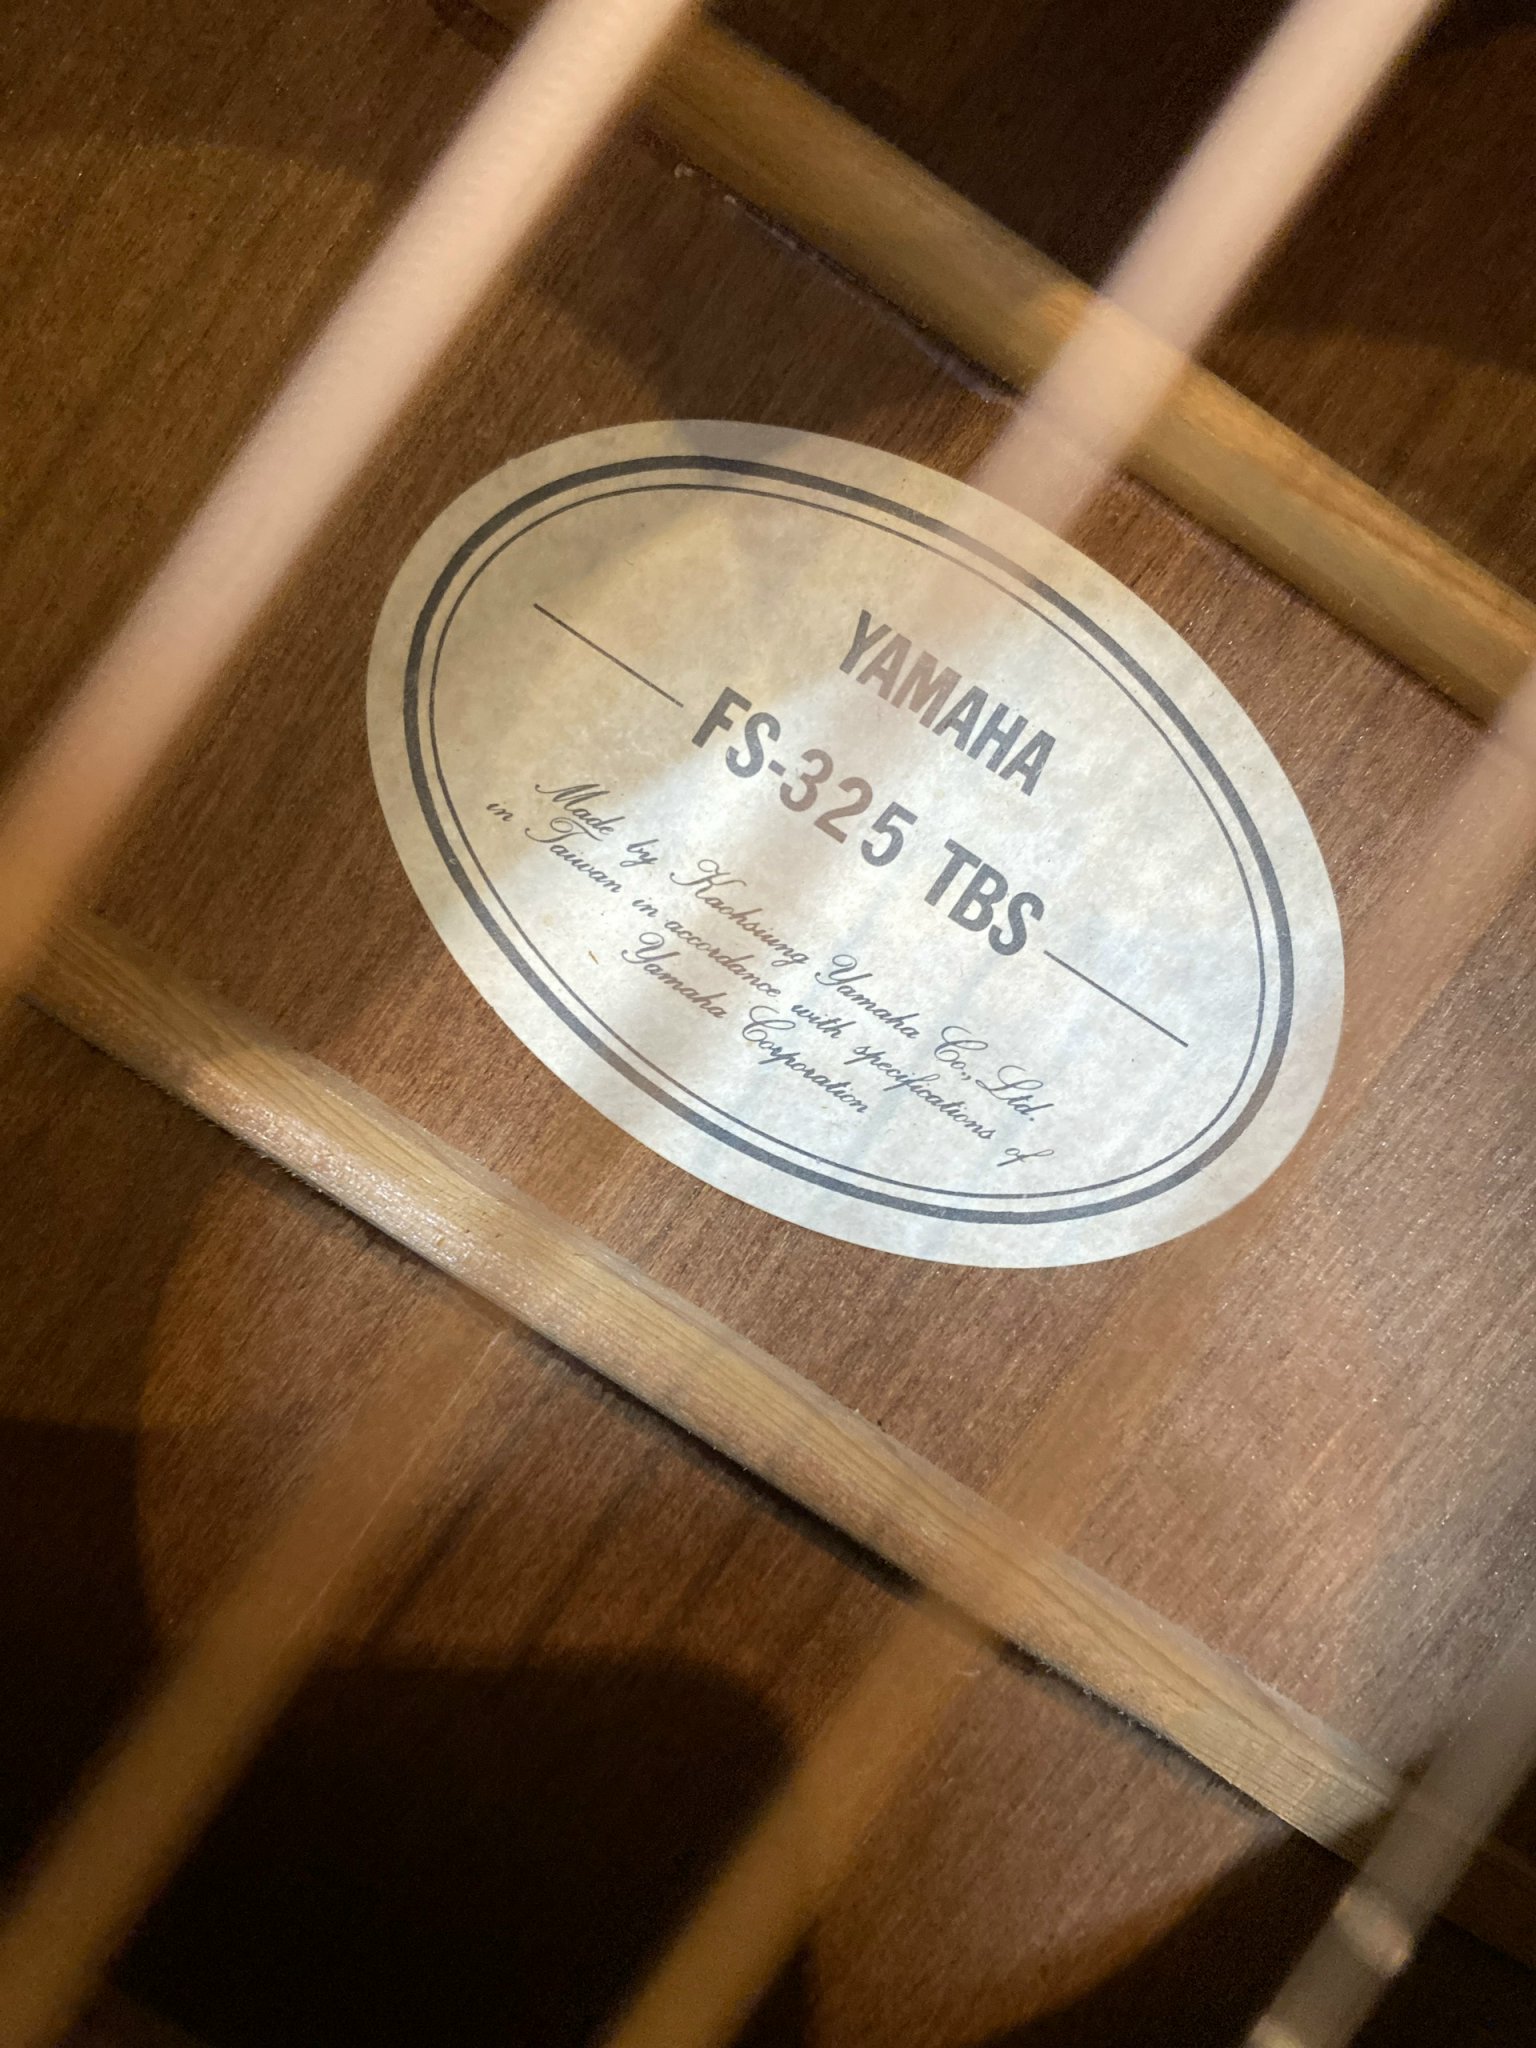 YAMAHA
FS-325 TBS
Made by Kaohsiung Yamaha Co., Ltd.
in Taiwan in accordance with specifications of
Yamaha Corporation